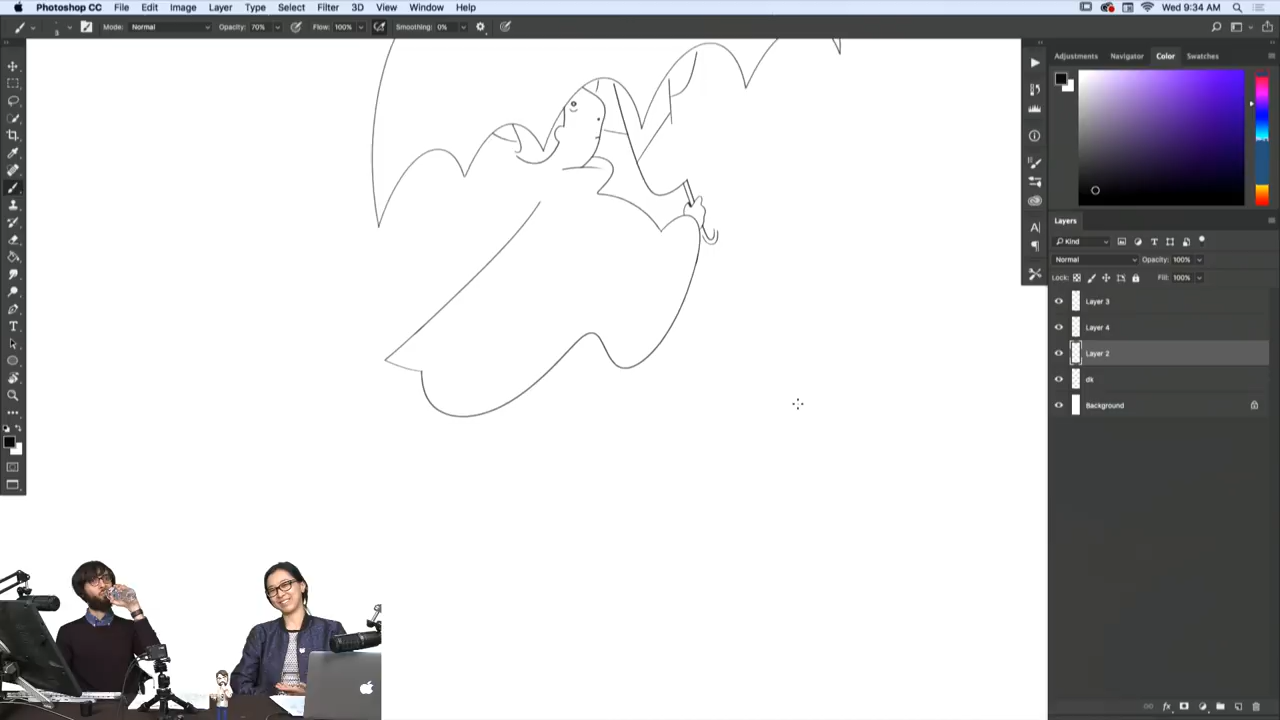 Photoshop CC File Edit Image Layer Type Select Filter 3D View Window Help Wed 9:34 AM
3 Mode: Normal Opacity: 70% Flow: 100% Smoothing: 0%
Adjustments Navigator Color Swatches
Layers
Kind
Normal Opacity: 100%
Lock: Fill: 100%
Layer 3
Layer 4
Layer 2
dk
Background